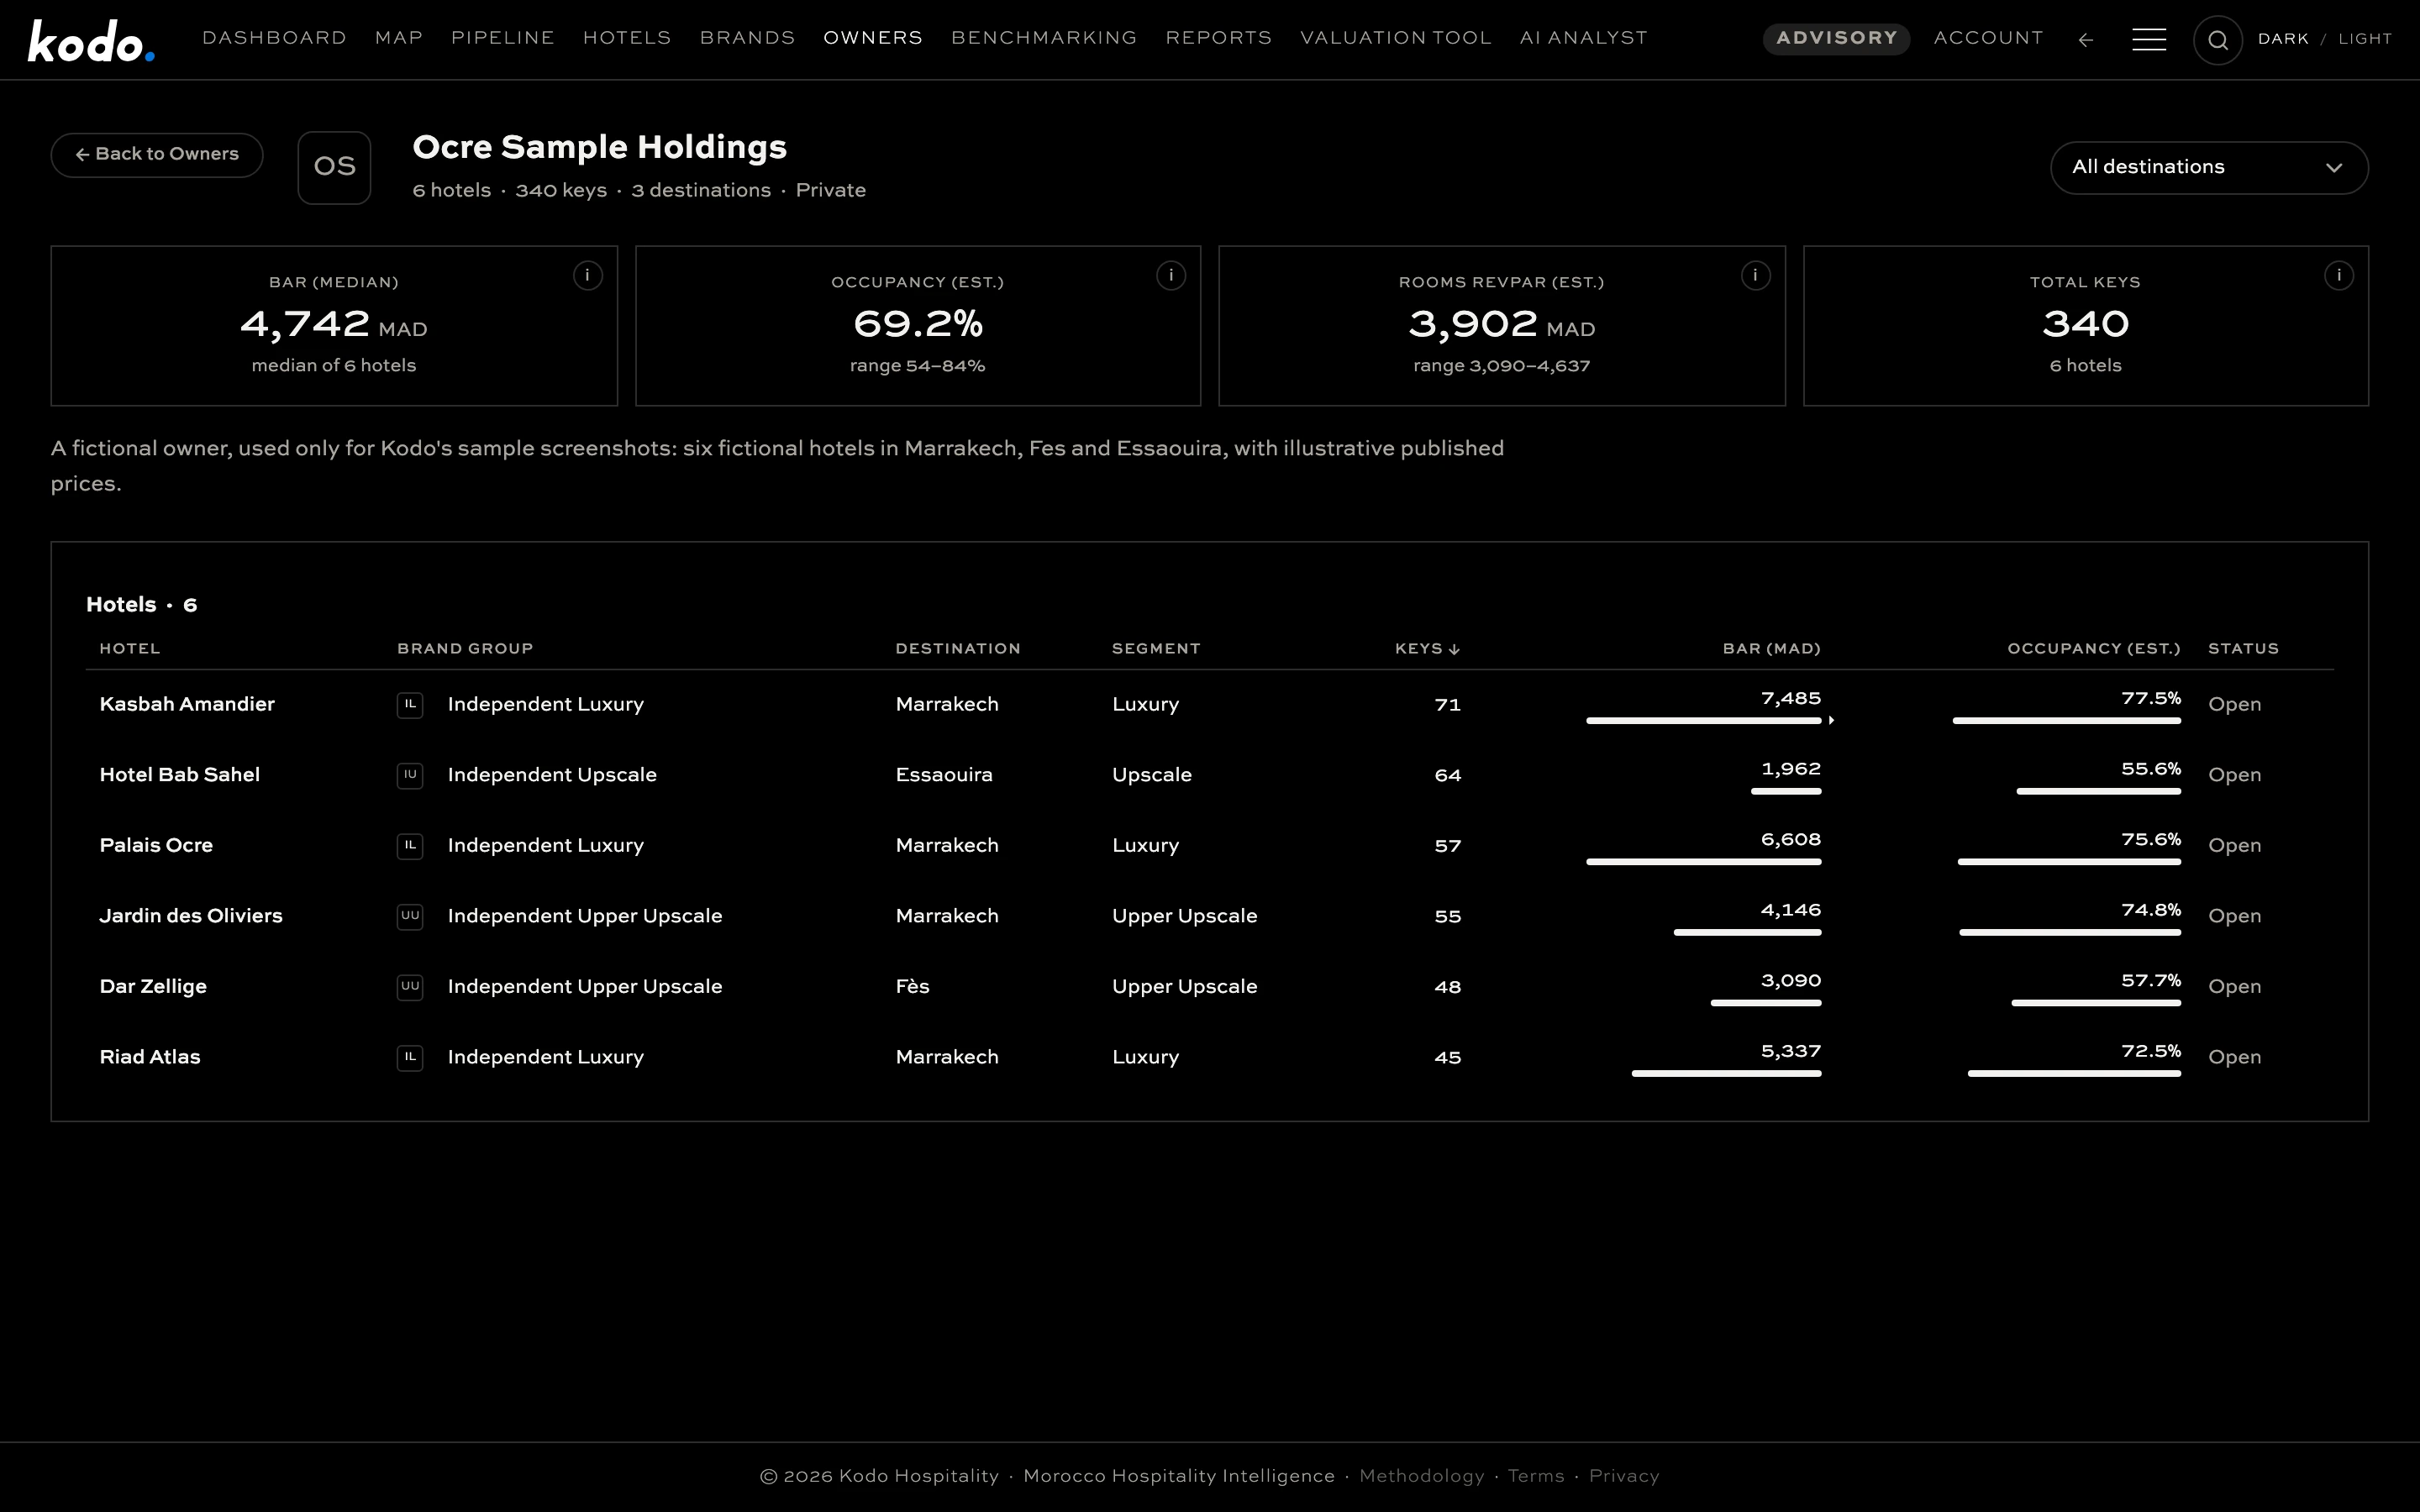 kodo. DASHBOARD MAP PIPELINE HOTELS BRANDS OWNERS BENCHMARKING REPORTS VALUATION TOOL AI ANALYST ADVISORY ACCOUNT ← DARK / LIGHT
← Back to Owners
OS
Ocre Sample Holdings
6 hotels · 340 keys · 3 destinations · Private
All destinations
BAR (MEDIAN) i
4,742 MAD
median of 6 hotels
OCCUPANCY (EST.) i
69.2%
range 54–84%
ROOMS REVPAR (EST.) i
3,902 MAD
range 3,090–4,637
TOTAL KEYS i
340
6 hotels
A fictional owner, used only for Kodo's sample screenshots: six fictional hotels in Marrakech, Fes and Essaouira, with illustrative published
prices.
Hotels · 6
HOTEL BRAND GROUP DESTINATION SEGMENT KEYS ↓ BAR (MAD) OCCUPANCY (EST.) STATUS
Kasbah Amandier IL Independent Luxury Marrakech Luxury 71 7,485 77.5% Open
Hotel Bab Sahel IU Independent Upscale Essaouira Upscale 64 1,962 55.6% Open
Palais Ocre IL Independent Luxury Marrakech Luxury 57 6,608 75.6% Open
Jardin des Oliviers UU Independent Upper Upscale Marrakech Upper Upscale 55 4,146 74.8% Open
Dar Zellige UU Independent Upper Upscale Fès Upper Upscale 48 3,090 57.7% Open
Riad Atlas IL Independent Luxury Marrakech Luxury 45 5,337 72.5% Open
© 2026 Kodo Hospitality · Morocco Hospitality Intelligence · Methodology · Terms · Privacy